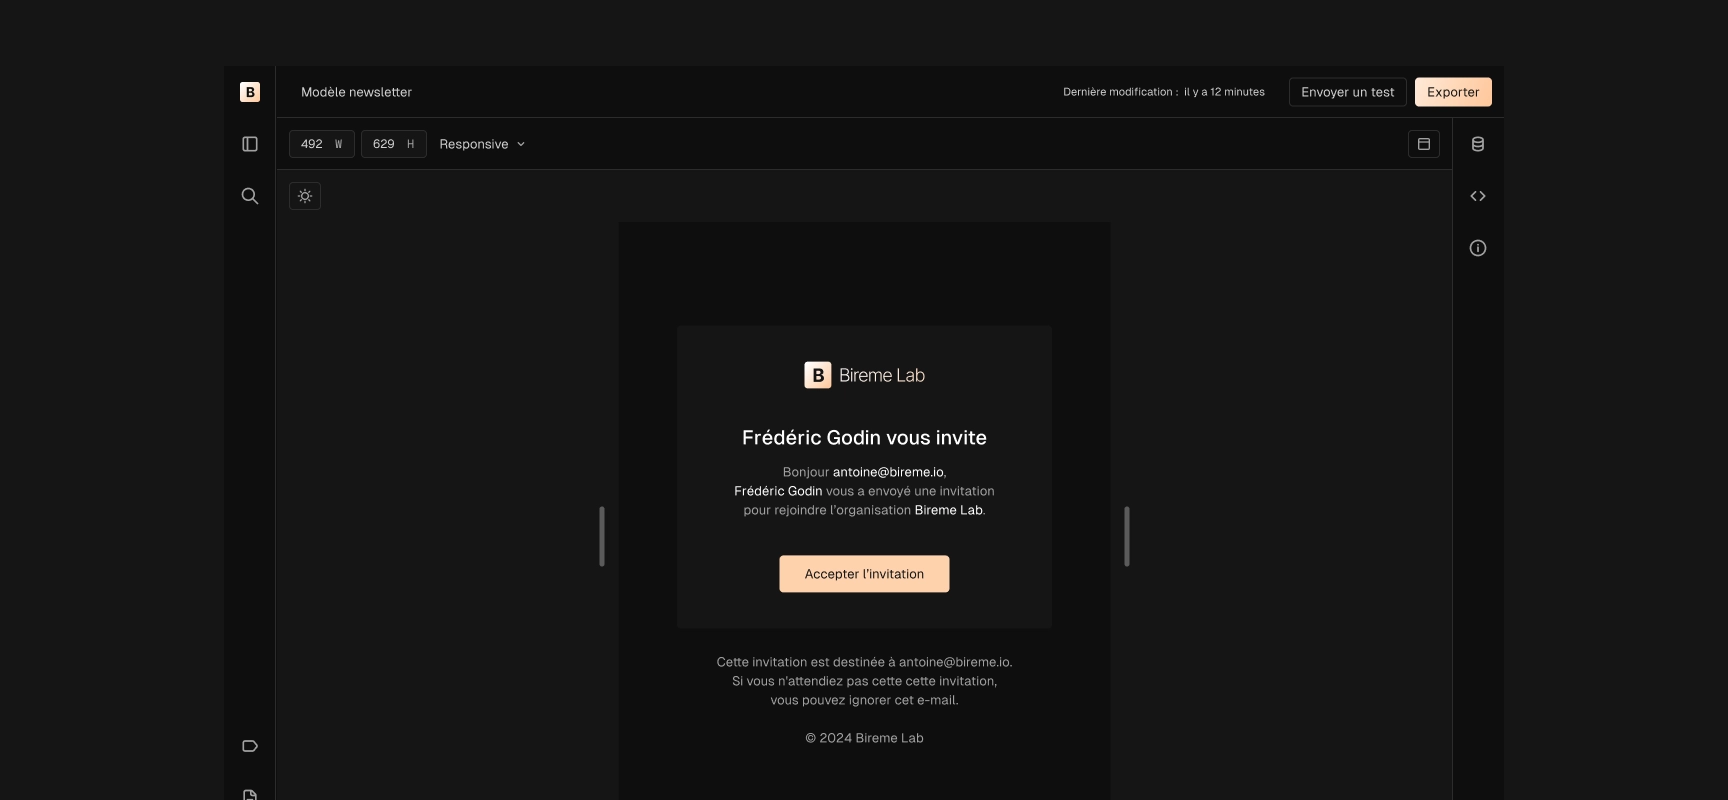 B
Modèle newsletter
Dernière modification : il y a 12 minutes
Envoyer un test
Exporter
492 W
629 H
Responsive
B Bireme Lab
Frédéric Godin vous invite
Bonjour antoine@bireme.io,
Frédéric Godin vous a envoyé une invitation
pour rejoindre l'organisation Bireme Lab.
Accepter l'invitation
Cette invitation est destinée à antoine@bireme.io.
Si vous n'attendiez pas cette cette invitation,
vous pouvez ignorer cet e-mail.
© 2024 Bireme Lab